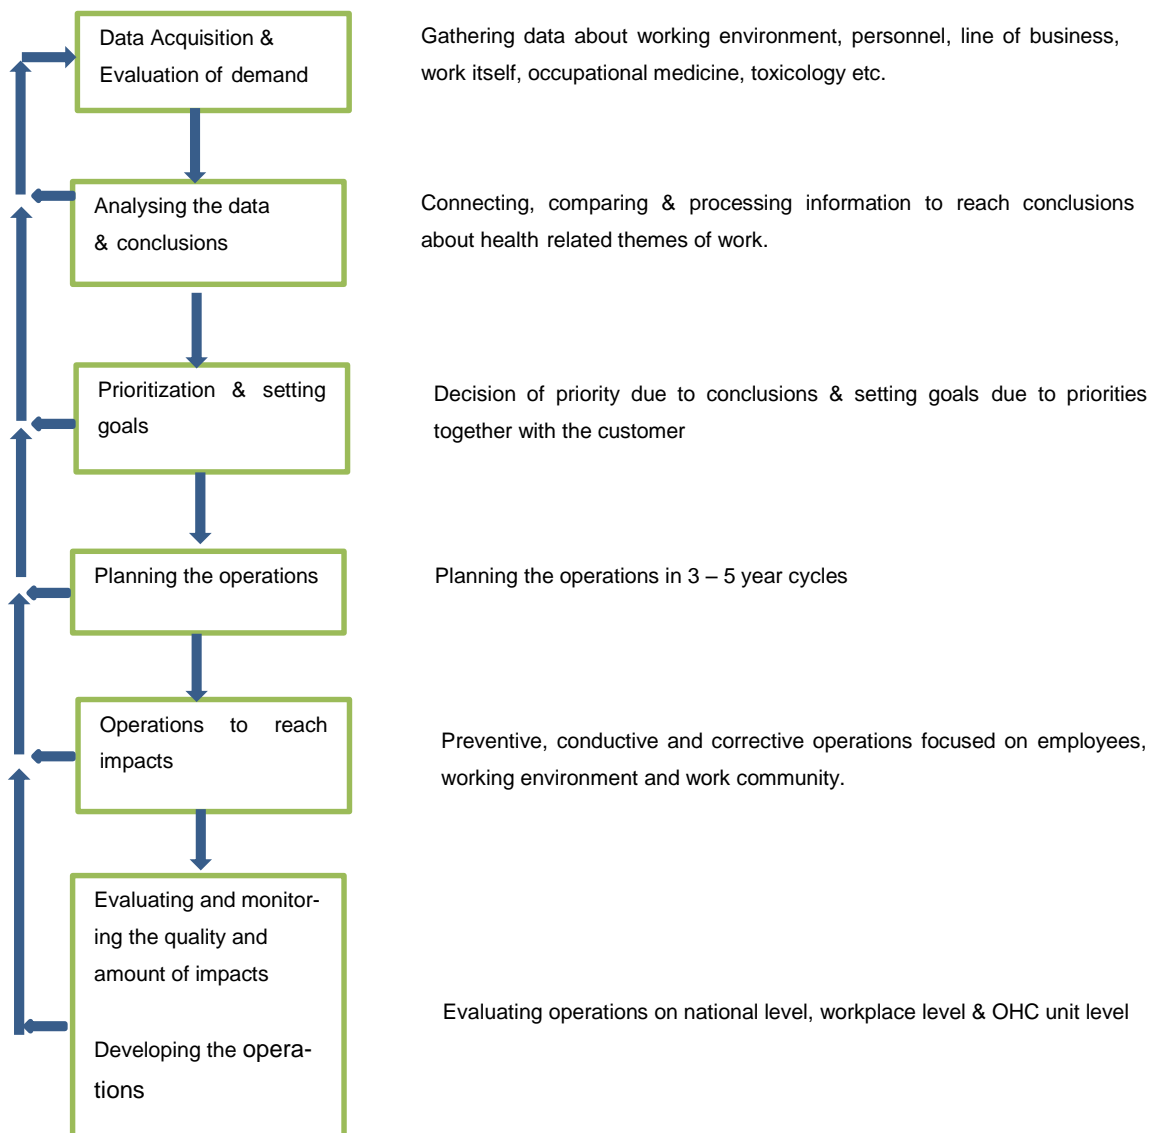 Data Acquisition &
Evaluation of demand
Gathering data about working environment, personnel, line of business,
work itself, occupational medicine, toxicology etc.
Analysing the data
& conclusions
Connecting, comparing & processing information to reach conclusions
about health related themes of work.
Prioritization & setting
goals
Decision of priority due to conclusions & setting goals due to priorities
together with the customer
Planning the operations
Planning the operations in 3 – 5 year cycles
Operations to reach
impacts
Preventive, conductive and corrective operations focused on employees,
working environment and work community.
Evaluating and monitor-
ing the quality and
amount of impacts
Developing the opera-
tions
Evaluating operations on national level, workplace level & OHC unit level